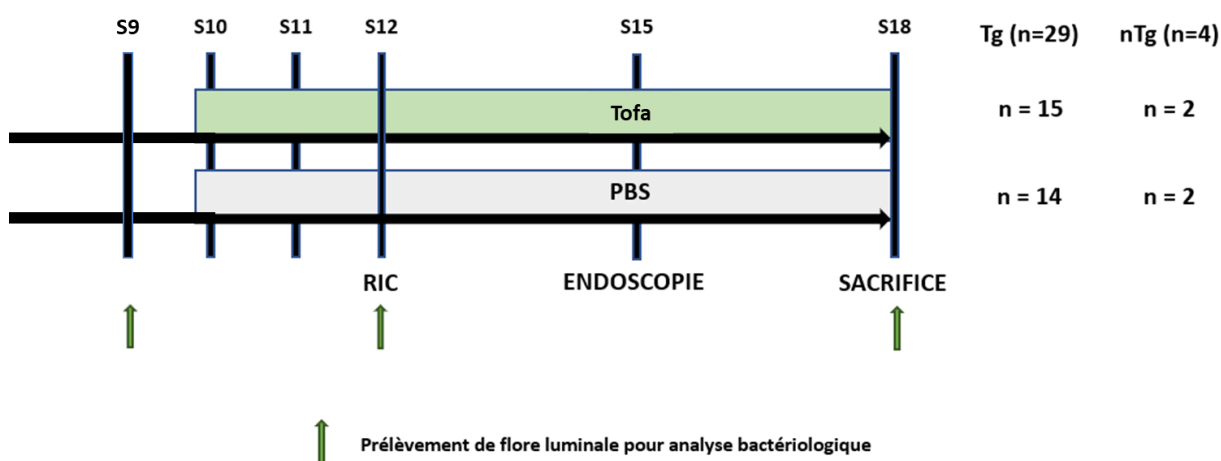 S9 S10 S11 S12 S15 S18 Tg (n=29) nTg (n=4)
Tofa n = 15 n = 2
PBS n = 14 n = 2
RIC ENDOSCOPIE SACRIFICE
Prélèvement de flore luminale pour analyse bactériologique